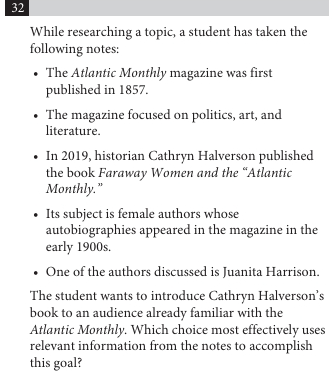 32
While researching a topic, a student has taken the
following notes:
• The Atlantic Monthly magazine was first
published in 1857.
• The magazine focused on politics, art, and
literature.
• In 2019, historian Cathryn Halverson published
the book Faraway Women and the “Atlantic
Monthly.”
• Its subject is female authors whose
autobiographies appeared in the magazine in the
early 1900s.
• One of the authors discussed is Juanita Harrison.
The student wants to introduce Cathryn Halverson’s
book to an audience already familiar with the
Atlantic Monthly. Which choice most effectively uses
relevant information from the notes to accomplish
this goal?